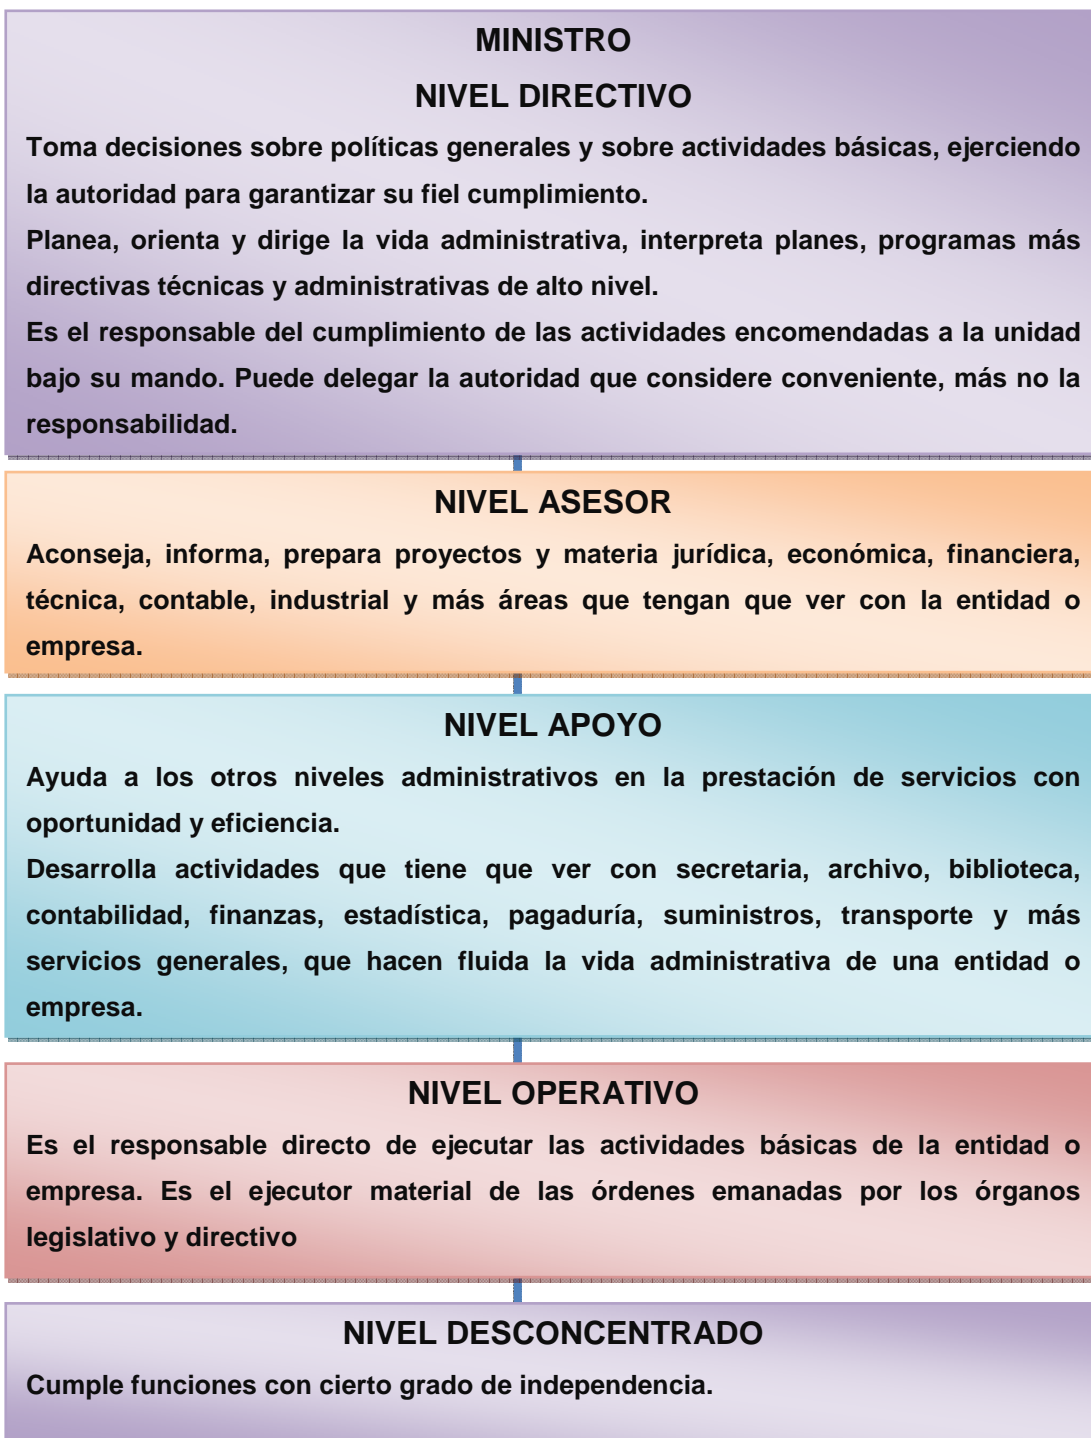 MINISTRO
NIVEL DIRECTIVO
Toma decisiones sobre políticas generales y sobre actividades básicas, ejerciendo
la autoridad para garantizar su fiel cumplimiento.
Planea, orienta y dirige la vida administrativa, interpreta planes, programas más
directivas técnicas y administrativas de alto nivel.
Es el responsable del cumplimiento de las actividades encomendadas a la unidad
bajo su mando. Puede delegar la autoridad que considere conveniente, más no la
responsabilidad.
NIVEL ASESOR
Aconseja, informa, prepara proyectos y materia jurídica, económica, financiera,
técnica, contable, industrial y más áreas que tengan que ver con la entidad o
empresa.
NIVEL APOYO
Ayuda a los otros niveles administrativos en la prestación de servicios con
oportunidad y eficiencia.
Desarrolla actividades que tiene que ver con secretaria, archivo, biblioteca,
contabilidad, finanzas, estadística, pagaduría, suministros, transporte y más
servicios generales, que hacen fluida la vida administrativa de una entidad o
empresa.
NIVEL OPERATIVO
Es el responsable directo de ejecutar las actividades básicas de la entidad o
empresa. Es el ejecutor material de las órdenes emanadas por los órganos
legislativo y directivo
NIVEL DESCONCENTRADO
Cumple funciones con cierto grado de independencia.